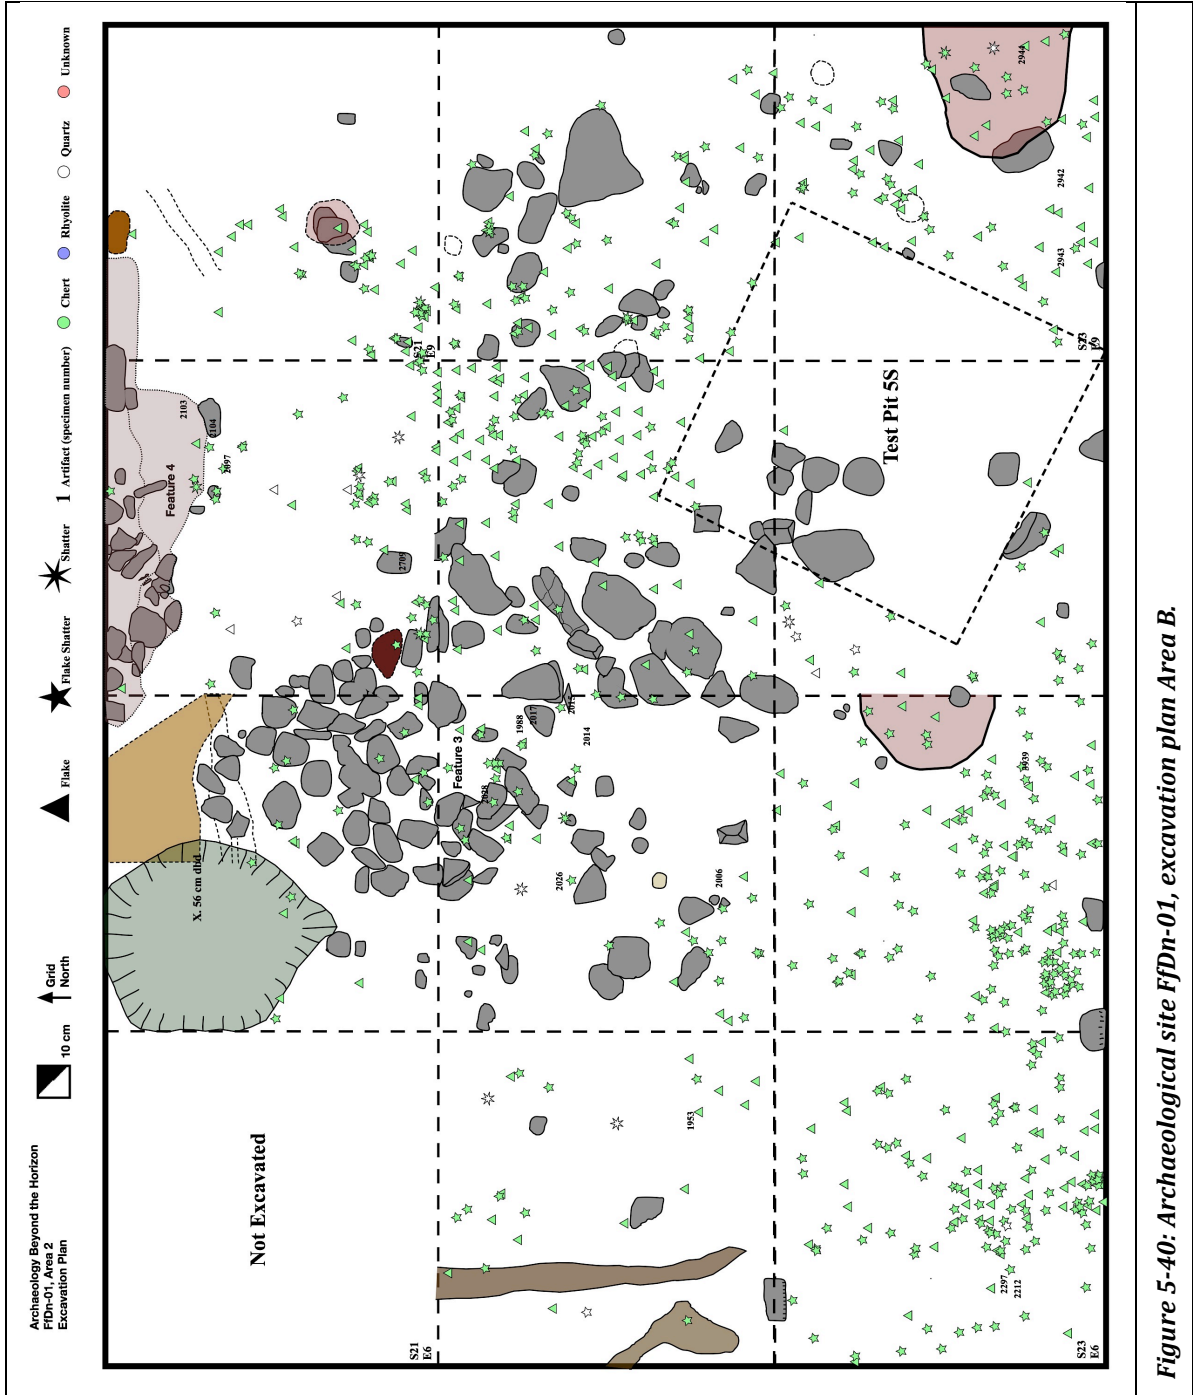 Archaeology Beyond the Horizon
FfDn-01, Area 2
Excavation Plan
10 cm
Grid
North
Flake
Flake Shatter
Shatter
1 Artifact (specimen number)
Chert
Rhyolite
Quartz
Unknown
Not Excavated
X. 56 cm dbd
Feature 4
2103
2104
2097
2709
S21
E9
S21
E6
Feature 3
1988
2017
2014
2028
2026
2006
1953
Test Pit 5S
2944
2942
2943
S23
E9
3939
2297
2212
S23
E6
Figure 5-40: Archaeological site FfDn-01, excavation plan Area B.